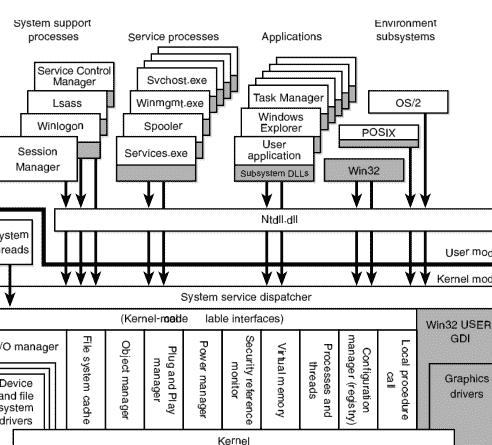 System support
processes
Service processes
Applications
Environment
subsystems
Service Control
Manager
Lsass
Winlogon
Session
Manager
Svchost.exe
Winmgmt.exe
Spooler
Services.exe
Task Manager
Windows
Explorer
User
application
Subsystem DLLs
OS/2
POSIX
Win32
Ntdll.dll
ystem
reads
User mod
Kernel mod
System service dispatcher
(Kernel-mode lable interfaces)
Win32 USER
GDI
/O manager
Device
and file
system
drivers
File system cache
Object manager
Plug and Play
manager
Power manager
Security reference
monitor
Virtual memory
Processes and
threads
Configuration
manager (registry)
Local procedure
call
Graphics
drivers
Kernel